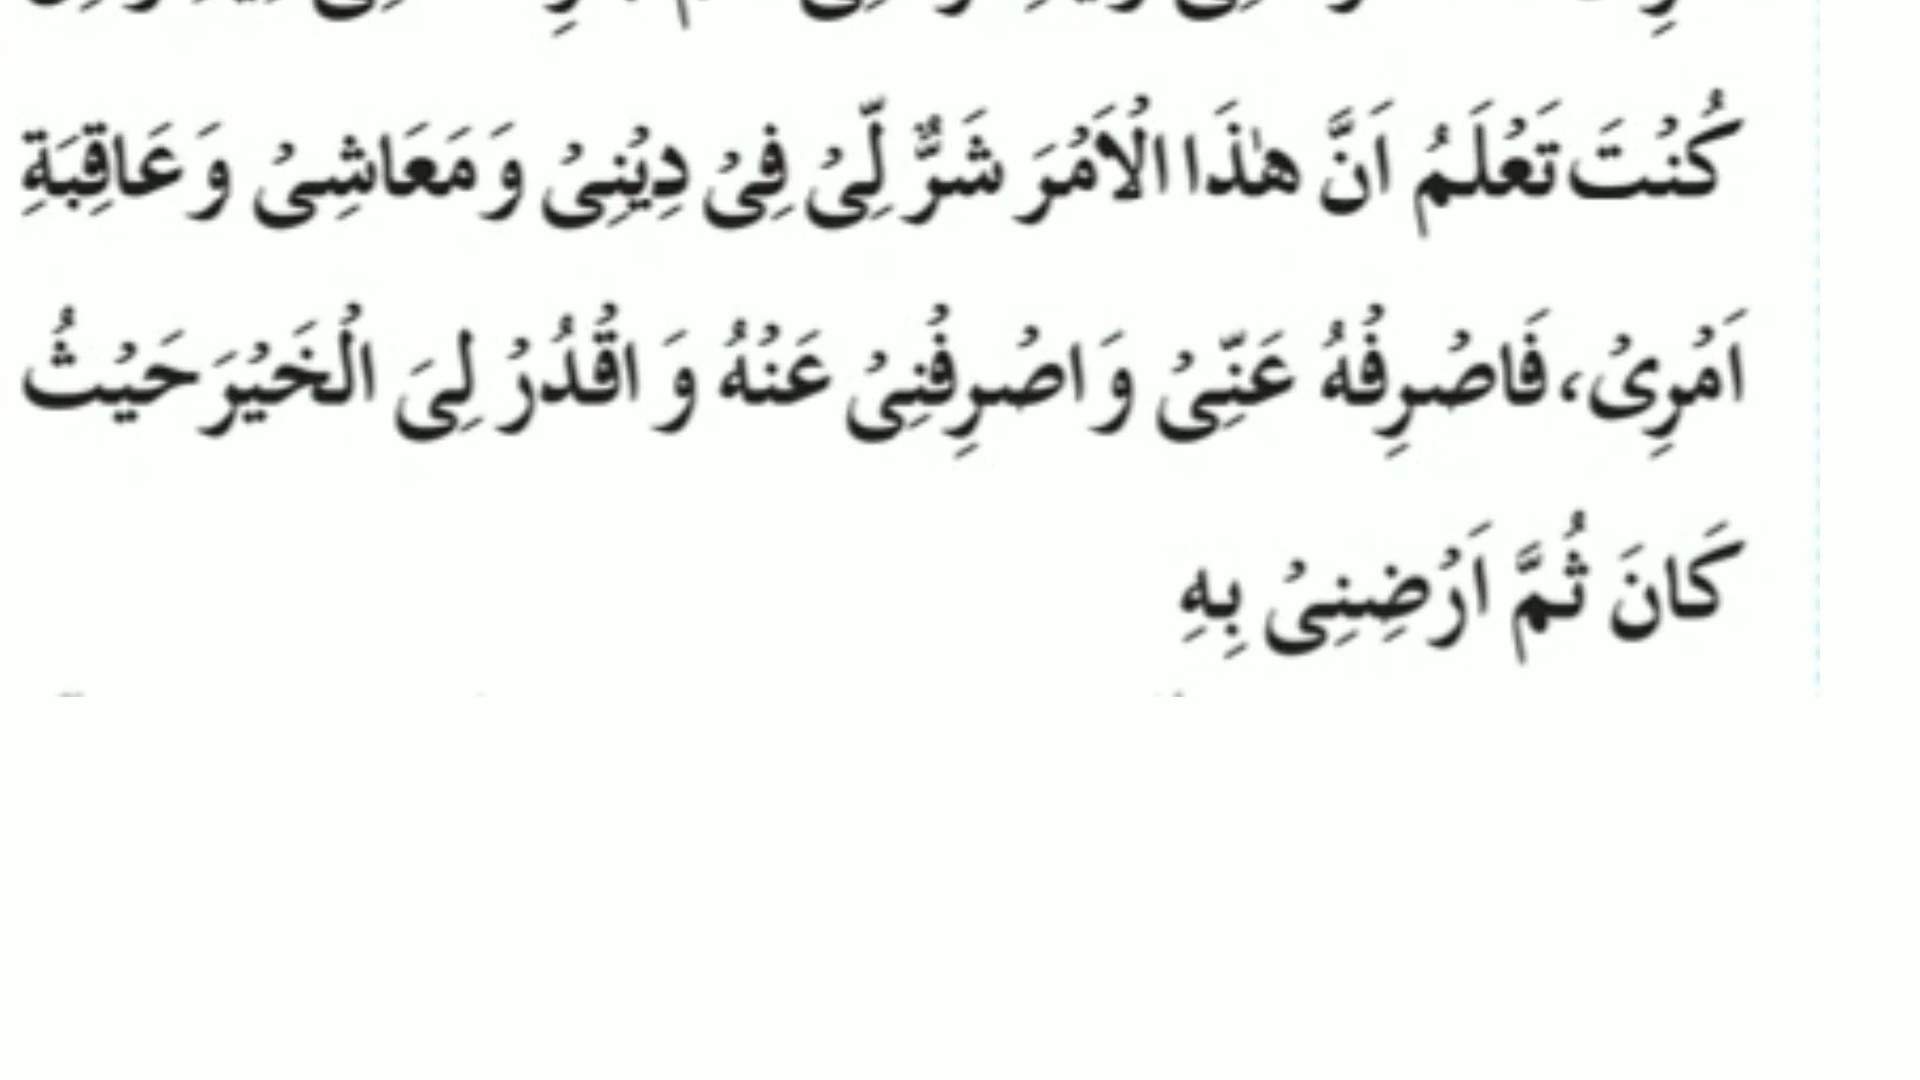 كُنْتَ تَعْلَمُ اَنَّ هٰذَا الْاَمْرَ شَرٌّ لِّیْ فِیْ دِیْنِیْ وَ مَعَاشِیْ وَ عَاقِبَةِ
اَمْرِیْ، فَاصْرِفْهُ عَنِّیْ وَ اصْرِفْنِیْ عَنْهُ وَ اقْدُرْ لِیَ الْخَیْرَ حَیْثُ
كَانَ ثُمَّ اَرْضِنِیْ بِهٖ